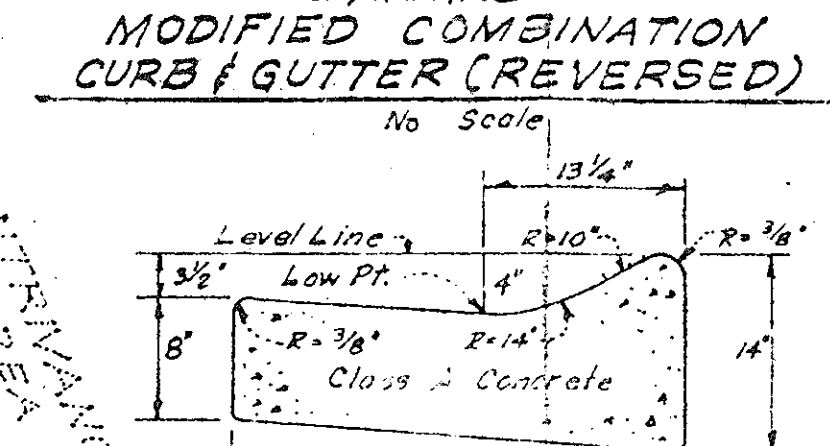 MODIFIED COMBINATION
CURB & GUTTER (REVERSED)
No Scale
13 1/4"
Level Line
R=10"
R= 3/8"
3 1/2"
Low Pt.
4"
R= 3/8"
R=14"
8"
14"
Class A Concrete